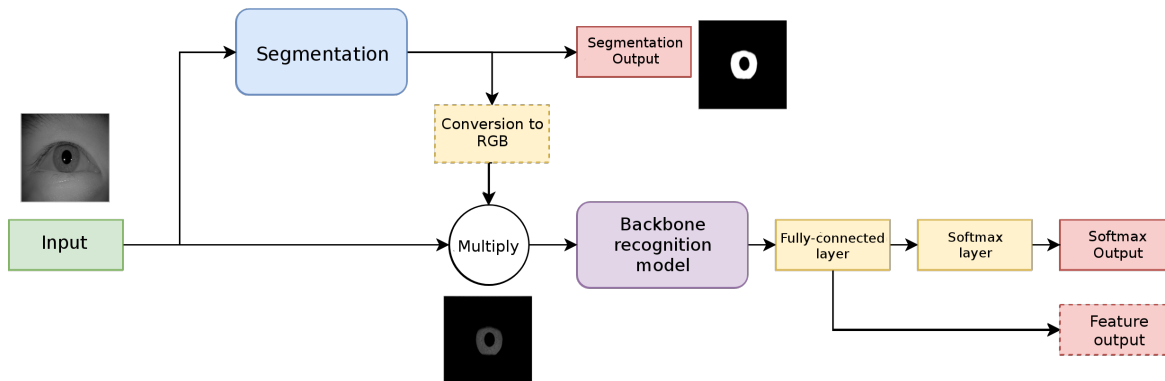 Segmentation
Segmentation
Output
Conversion to
RGB
Input
Multiply
Backbone
recognition
model
Fully-connected
layer
Softmax
layer
Softmax
Output
Feature
output